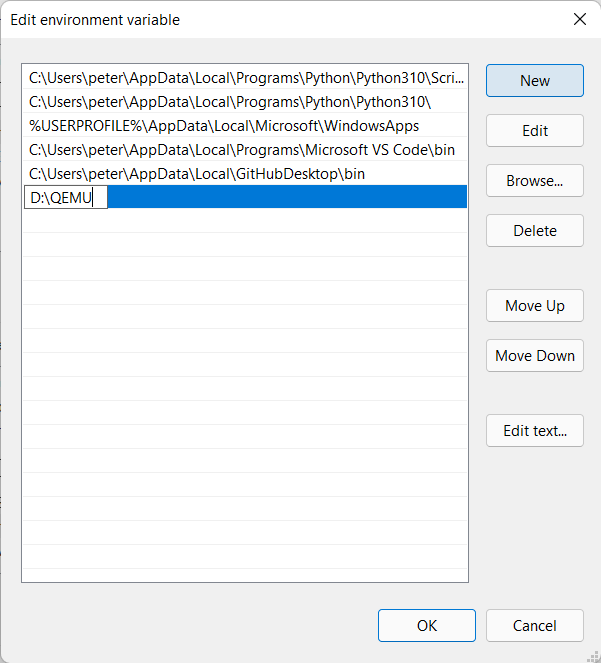 Edit environment variable
C:\Users\peter\AppData\Local\Programs\Python\Python310\Scri...
C:\Users\peter\AppData\Local\Programs\Python\Python310\
%USERPROFILE%\AppData\Local\Microsoft\WindowsApps
C:\Users\peter\AppData\Local\Programs\Microsoft VS Code\bin
C:\Users\peter\AppData\Local\GitHubDesktop\bin
D:\QEMU
New
Edit
Browse...
Delete
Move Up
Move Down
Edit text...
OK
Cancel